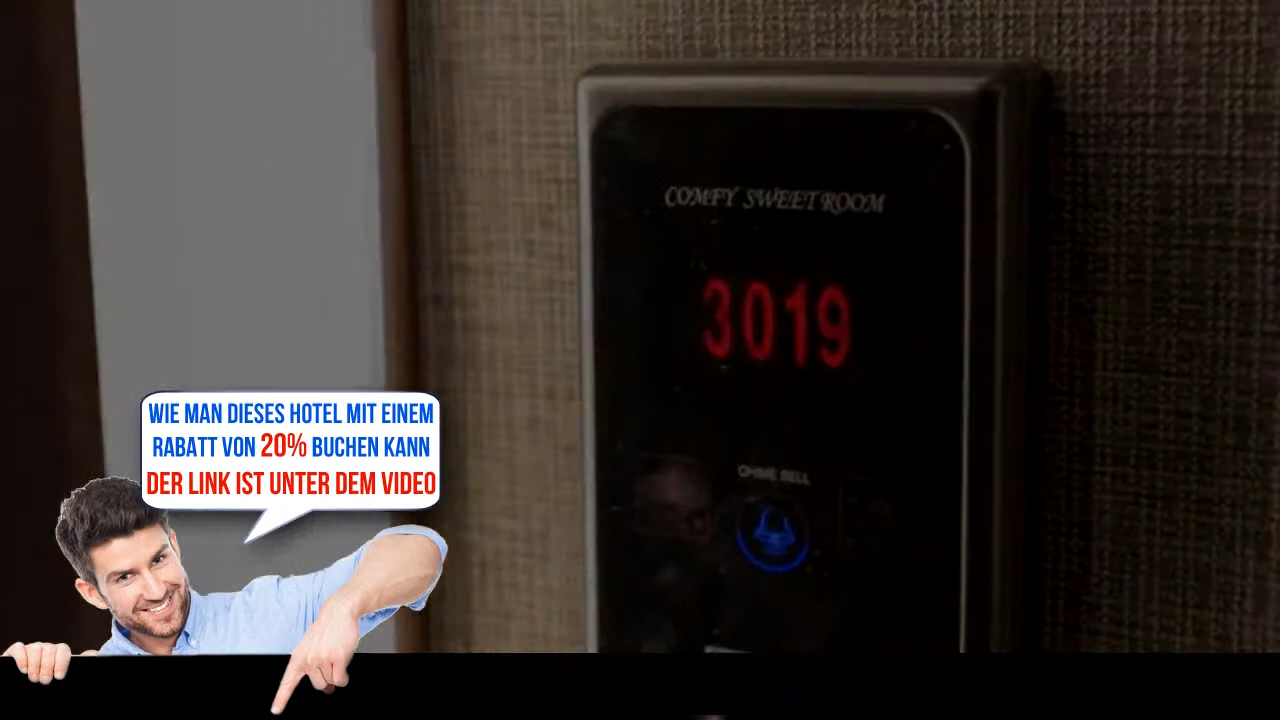 COMFY SWEET ROOM
3019
CHIME BELL
WIE MAN DIESES HOTEL MIT EINEM
RABATT VON 20% BUCHEN KANN
DER LINK IST UNTER DEM VIDEO